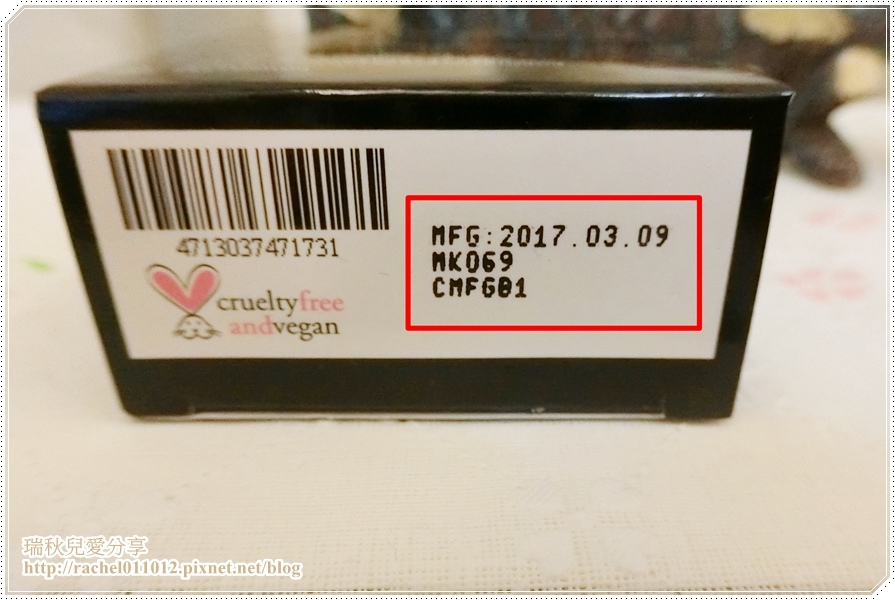 4713037471731
crueltyfree
andvegan
MFG:2017.03.09
MK069
CMFG01
瑞秋兒愛分享
http://rachel011012.pixnet.net/blog